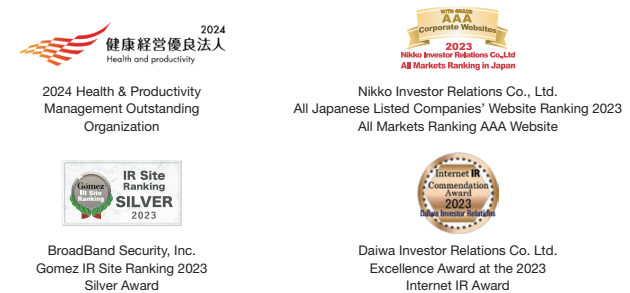 2024
健康経営優良法人
Health and productivity
2024 Health & Productivity
Management Outstanding
Organization
WITH GRADE
AAA
Corporate Websites
2023
Nikko Investor Relations Co.,Ltd
All Markets Ranking in Japan
Nikko Investor Relations Co., Ltd.
All Japanese Listed Companies’ Website Ranking 2023
All Markets Ranking AAA Website
Gómez
IR Site
Ranking
IR Site
Ranking
SILVER
2023
BroadBand Security, Inc.
Gomez IR Site Ranking 2023
Silver Award
Internet IR
Commendation
Award
2023
Daiwa Investor Relations
Daiwa Investor Relations Co. Ltd.
Excellence Award at the 2023
Internet IR Award